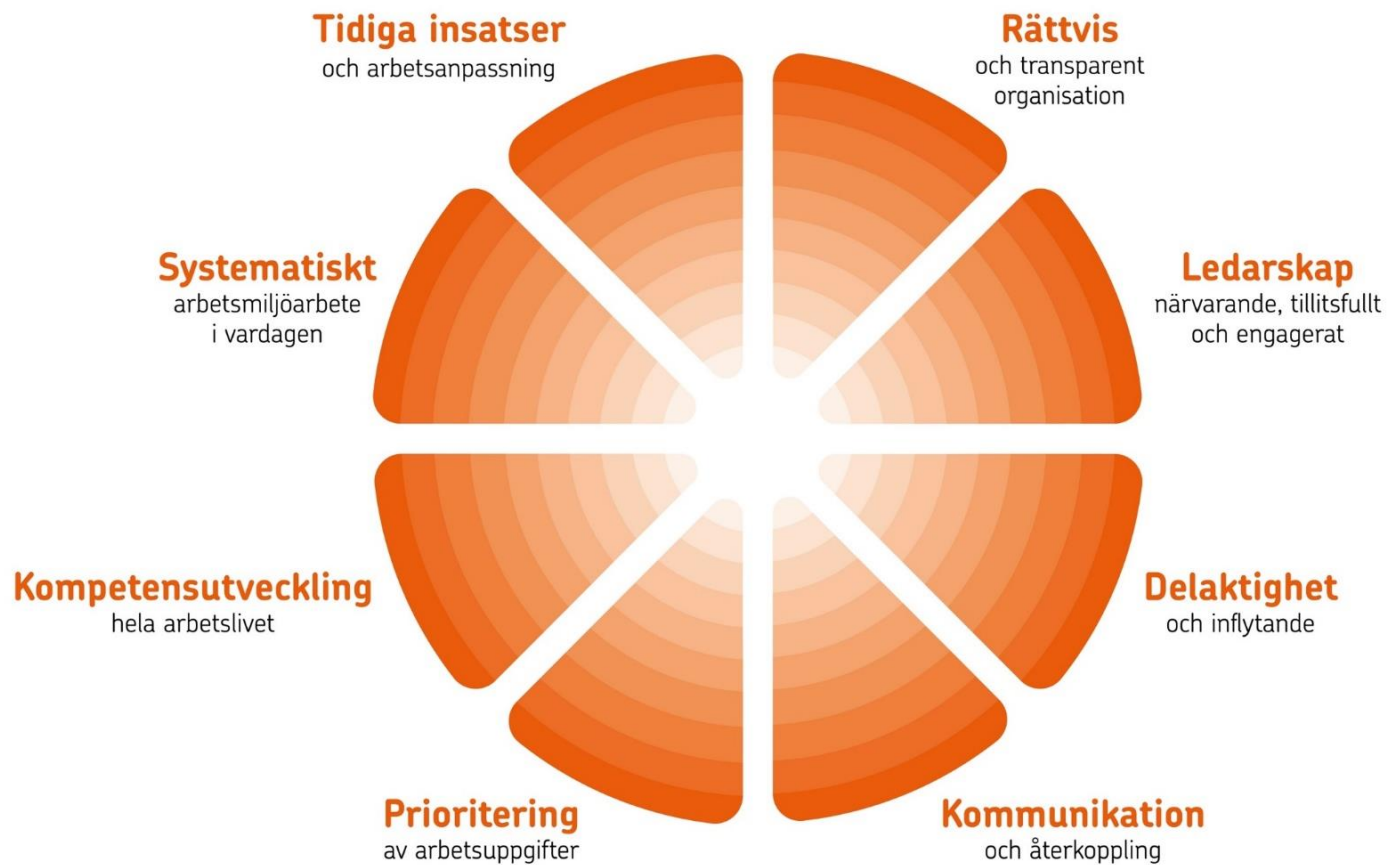 Tidiga insatser
och arbetsanpassning
Rättvis
och transparent
organisation
Ledarskap
närvarande, tillitsfullt
och engagerat
Delaktighet
och inflytande
Kommunikation
och återkoppling
Prioritering
av arbetsuppgifter
Kompetensutveckling
hela arbetslivet
Systematiskt
arbetsmiljöarbete
i vardagen